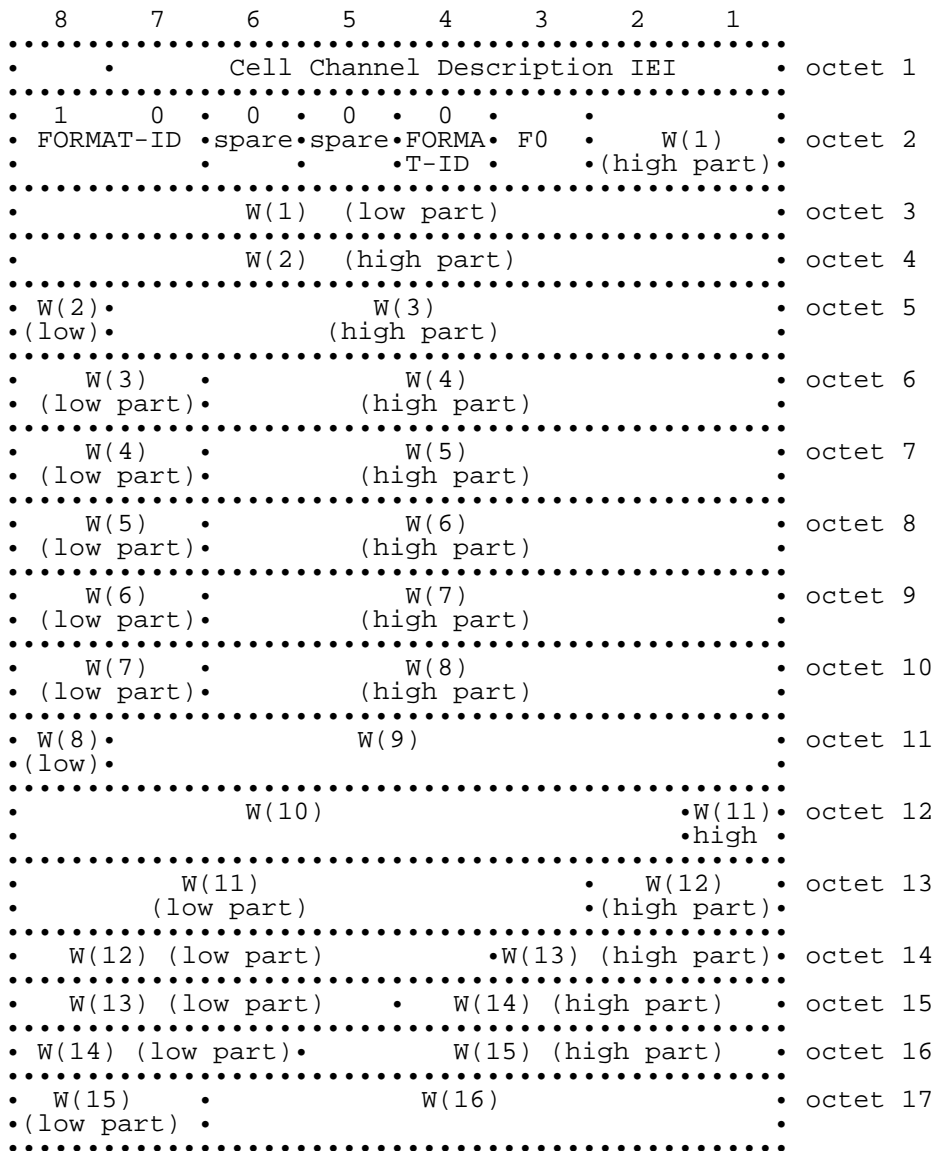 8 7 6 5 4 3 2 1
Cell Channel Description IEI octet 1
1 0 0 0 0
FORMAT-ID spare spare FORMA F0 W(1) octet 2
T-ID (high part)
W(1) (low part) octet 3
W(2) (high part) octet 4
W(2) W(3) octet 5
(low) (high part)
W(3) W(4) octet 6
(low part) (high part)
W(4) W(5) octet 7
(low part) (high part)
W(5) W(6) octet 8
(low part) (high part)
W(6) W(7) octet 9
(low part) (high part)
W(7) W(8) octet 10
(low part) (high part)
W(8) W(9) octet 11
(low)
W(10) W(11) octet 12
high
W(11) W(12) octet 13
(low part) (high part)
W(12) (low part) W(13) (high part) octet 14
W(13) (low part) W(14) (high part) octet 15
W(14) (low part) W(15) (high part) octet 16
W(15) W(16) octet 17
(low part)